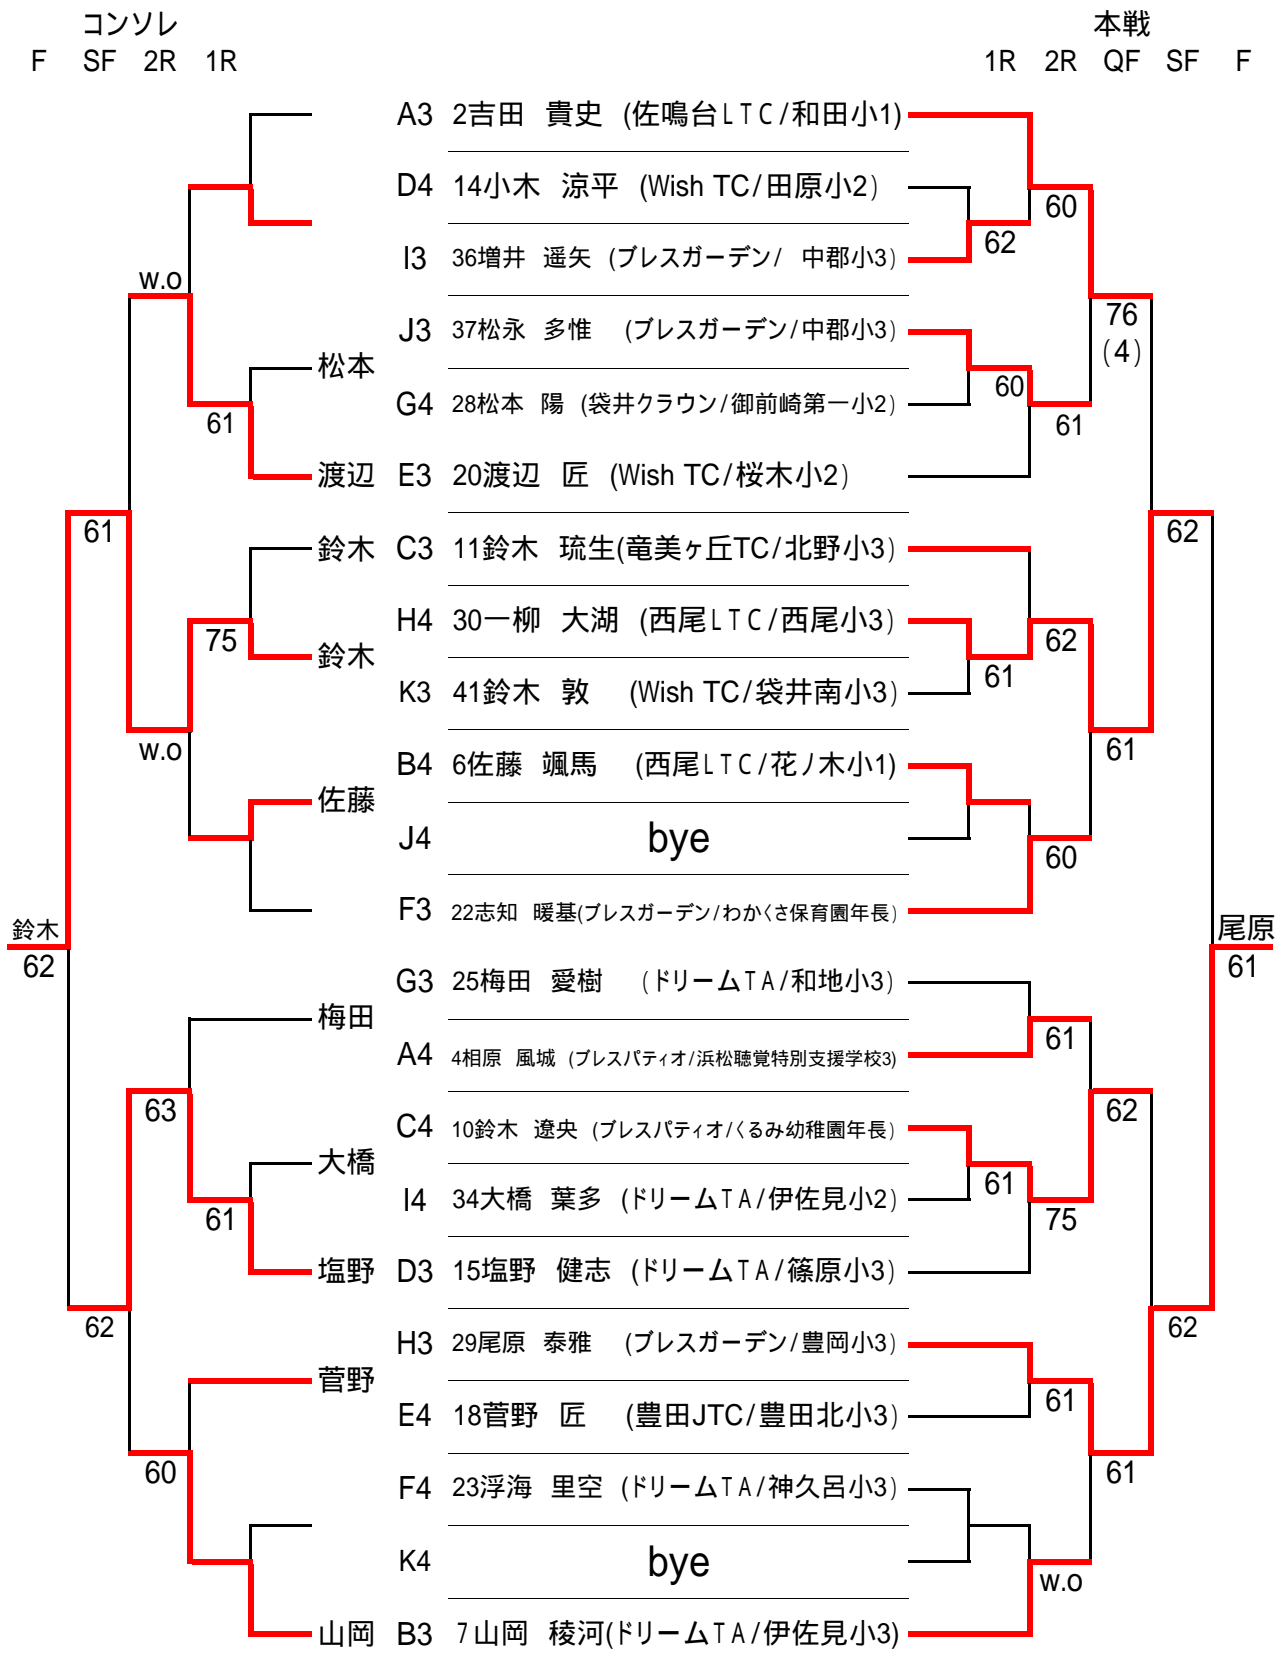 コンソレ 本戦
F SF 2R 1R 1R 2R QF SF F
A3 2吉田 貴史 (佐鳴台LTC/和田小1)
D4 14小木 涼平 (Wish TC/田原小2) 60
62
I3 36増井 遥矢 (ブレスガーデン/ 中郡小3)
w.o
J3 37松永 多惟 (ブレスガーデン/中郡小3) 76
(4)
松本
60
G4 28松本 陽 (袋井クラウン/御前崎第一小2)
61 61
渡辺 E3 20渡辺 匠 (Wish TC/桜木小2)
61 62
鈴木 C3 11鈴木 琉生(竜美ヶ丘TC/北野小3)
H4 30一柳 大湖 (西尾LTC/西尾小3)
75 62
鈴木 61
K3 41鈴木 敦 (Wish TC/袋井南小3)
w.o 61
B4 6佐藤 颯馬 (西尾LTC/花ノ木小1)
佐藤
J4 bye
60
F3 22志知 暖基(ブレスガーデン/わかくさ保育園年長)
鈴木 尾原
62 61
G3 25梅田 愛樹 (ドリームTA/和地小3)
梅田
61
A4 4相原 風城 (ブレスパティオ/浜松聴覚特別支援学校3)
63 62
C4 10鈴木 遼央 (ブレスパティオ/くるみ幼稚園年長)
大橋
61
I4 34大橋 葉多 (ドリームTA/伊佐見小2)
61 75
塩野 D3 15塩野 健志 (ドリームTA/篠原小3)
62 62
H3 29尾原 泰雅 (ブレスガーデン/豊岡小3)
菅野
61
E4 18菅野 匠 (豊田JTC/豊田北小3)
60 61
F4 23浮海 里空 (ドリームTA/神久呂小3)
K4 bye
w.o
山岡 B3 7山岡 稜河(ドリームTA/伊佐見小3)